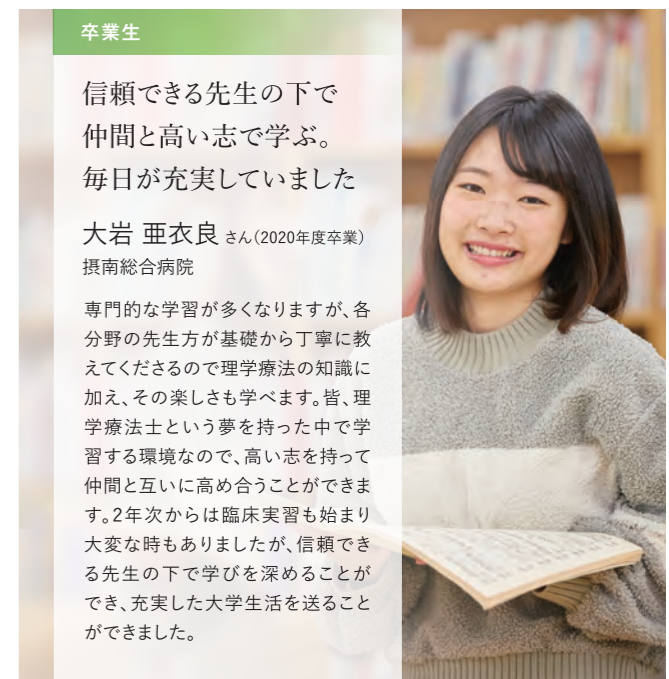 卒業生
信頼できる先生の下で
仲間と高い志で学ぶ。
毎日が充実していました
大岩 亜衣良 さん(2020年度卒業)
摂南総合病院
専門的な学習が多くなりますが、各
分野の先生方が基礎から丁寧に教
えてくださるので理学療法の知識に
加え、その楽しさも学べます。皆、理
学療法士という夢を持った中で学
習する環境なので、高い志を持って
仲間と互いに高め合うことができま
す。2年次からは臨床実習も始まり
大変な時もありましたが、信頼でき
る先生の下で学びを深めることが
でき、充実した大学生活を送ること
ができました。